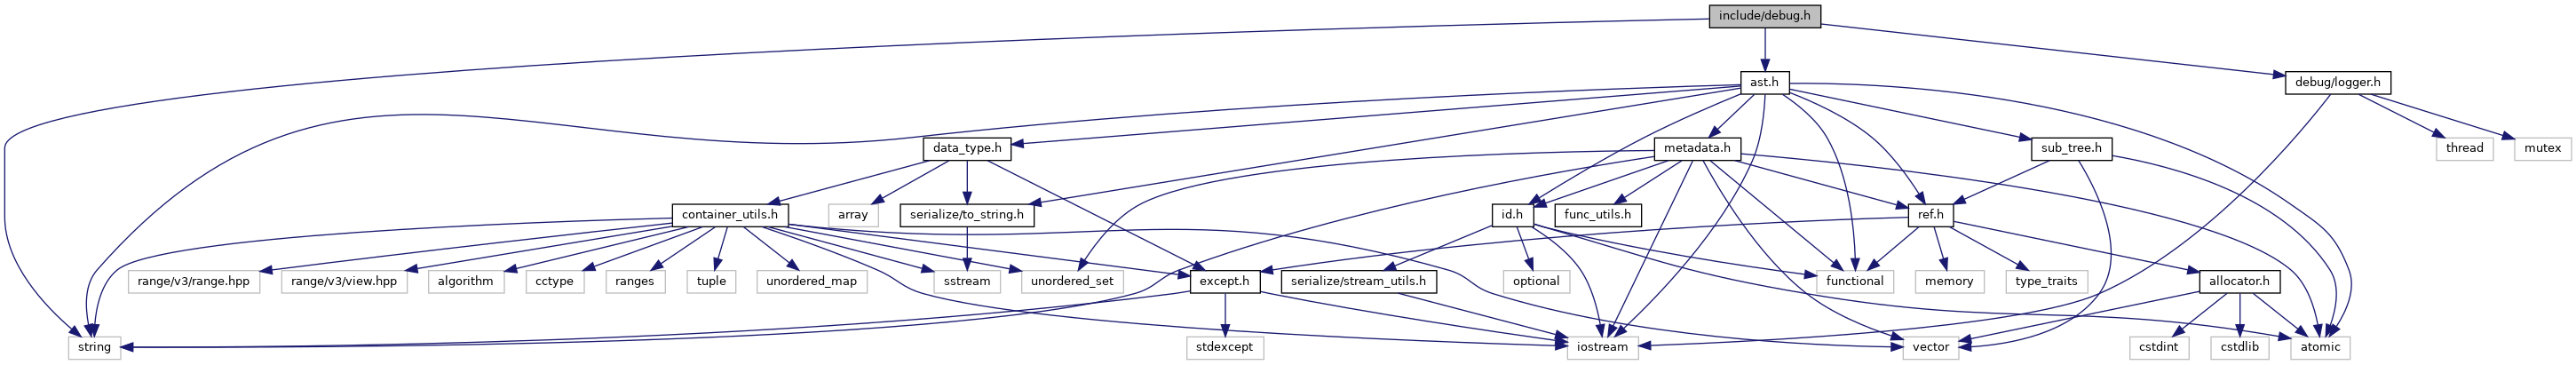 include/debug.h
ast.h
debug/logger.h
data_type.h
metadata.h
sub_tree.h
thread
mutex
container_utils.h
array
serialize/to_string.h
id.h
func_utils.h
ref.h
range/v3/range.hpp
range/v3/view.hpp
algorithm
cctype
ranges
tuple
unordered_map
sstream
unordered_set
except.h
serialize/stream_utils.h
optional
functional
memory
type_traits
allocator.h
string
stdexcept
iostream
vector
cstdint
cstdlib
atomic